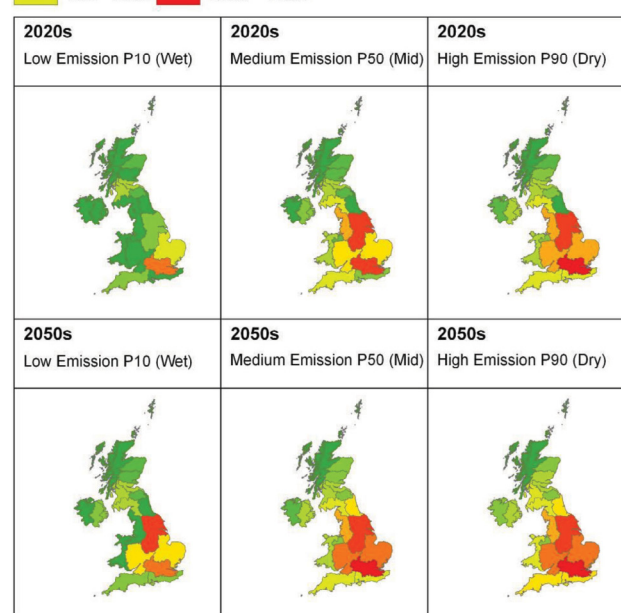 2020s
Low Emission P10 (Wet)
2020s
Medium Emission P50 (Mid)
2020s
High Emission P90 (Dry)
2050s
Low Emission P10 (Wet)
2050s
Medium Emission P50 (Mid)
2050s
High Emission P90 (Dry)